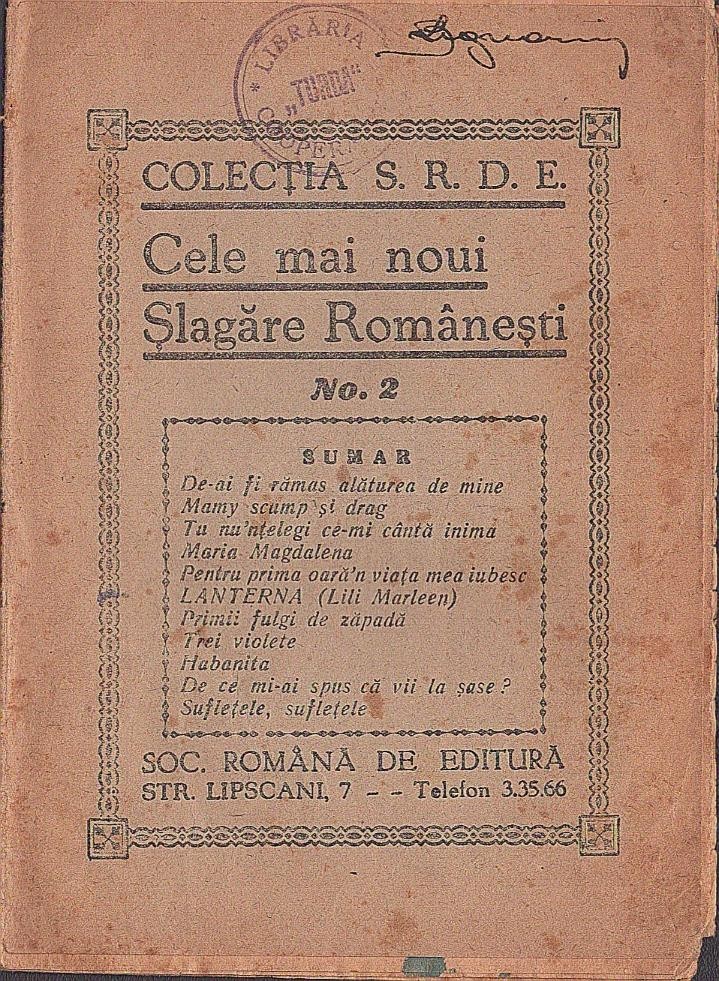 * LIBRĂRIA
„TURDA“
COLECȚIA S. R. D. E.
Cele mai noui
Șlagăre Românești
No. 2
SUMAR
De-ai fi rămas alăturea de mine
Mamy scump și drag
Tu nu'nțelegi ce-mi cântă inima
Maria Magdalena
Pentru prima oară'n viața mea iubesc
LANTERNA (Lili Marleen)
Primii fulgi de zăpadă
Trei violete
Habanita
De ce mi-ai spus că vii la șase ?
Sufletele, sufletele
SOC. ROMÂNĂ DE EDITURĂ
STR. LIPSCANI, 7 - - Telefon 3.35.66